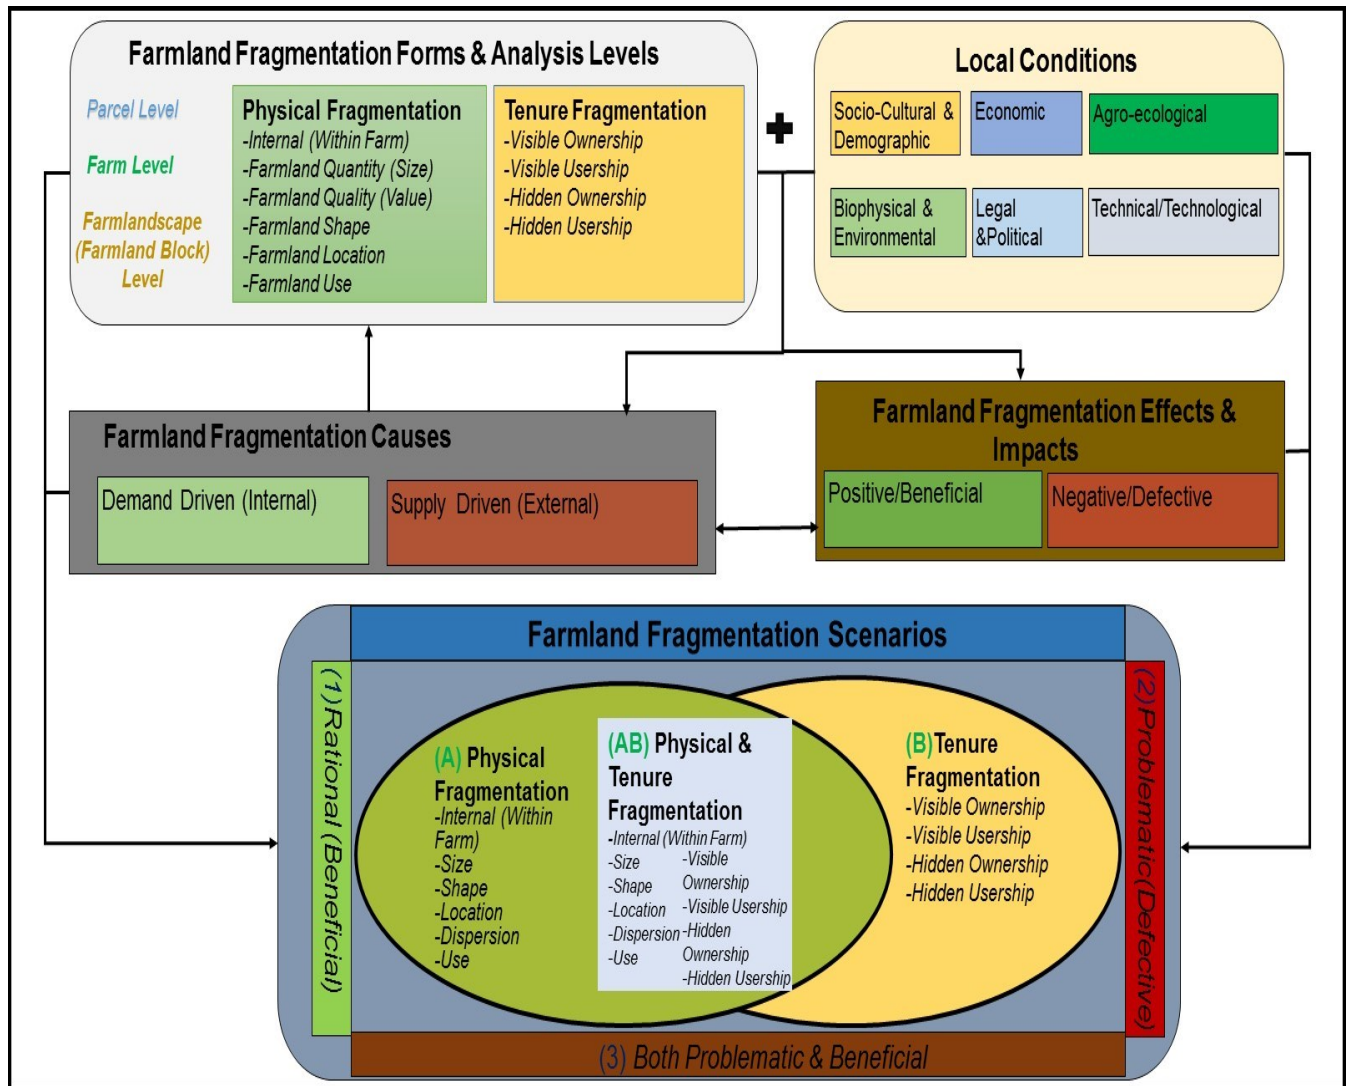 Farmland Fragmentation Forms & Analysis Levels
Parcel Level
Farm Level
Farmlandscape
(Farmland Block)
Level
Physical Fragmentation
-Internal (Within Farm)
-Farmland Quantity (Size)
-Farmland Quality (Value)
-Farmland Shape
-Farmland Location
-Farmland Use
Tenure Fragmentation
-Visible Ownership
-Visible Usership
-Hidden Ownership
-Hidden Usership
+
Local Conditions
Socio-Cultural &
Demographic
Economic
Agro-ecological
Biophysical &
Environmental
Legal
&Political
Technical/Technological
Farmland Fragmentation Causes
Demand Driven (Internal)
Supply Driven (External)
Farmland Fragmentation Effects &
Impacts
Positive/Beneficial
Negative/Defective
Farmland Fragmentation Scenarios
(1)Rational (Beneficial)
(A) Physical
Fragmentation
-Internal (Within
Farm)
-Size
-Shape
-Location
-Dispersion
-Use
(AB) Physical &
Tenure
Fragmentation
-Internal (Within Farm)
-Size
-Shape
-Location
-Dispersion
-Use
-Visible
Ownership
-Visible Usership
-Hidden
Ownership
-Hidden Usership
(B)Tenure
Fragmentation
-Visible Ownership
-Visible Usership
-Hidden Ownership
-Hidden Usership
(2)Problematic(Defective)
(3) Both Problematic & Beneficial